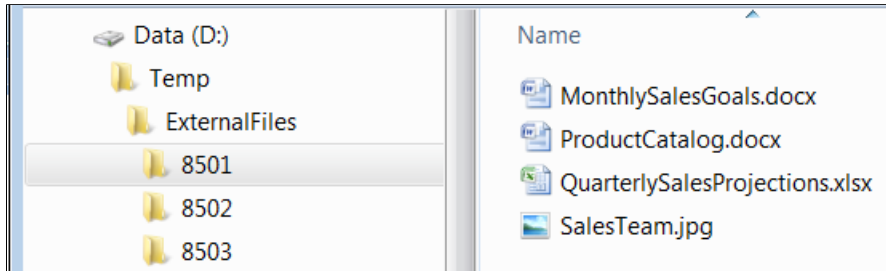 Data (D:)
Temp
ExternalFiles
8501
8502
8503
Name
MonthlySalesGoals.docx
ProductCatalog.docx
QuarterlySalesProjections.xlsx
SalesTeam.jpg